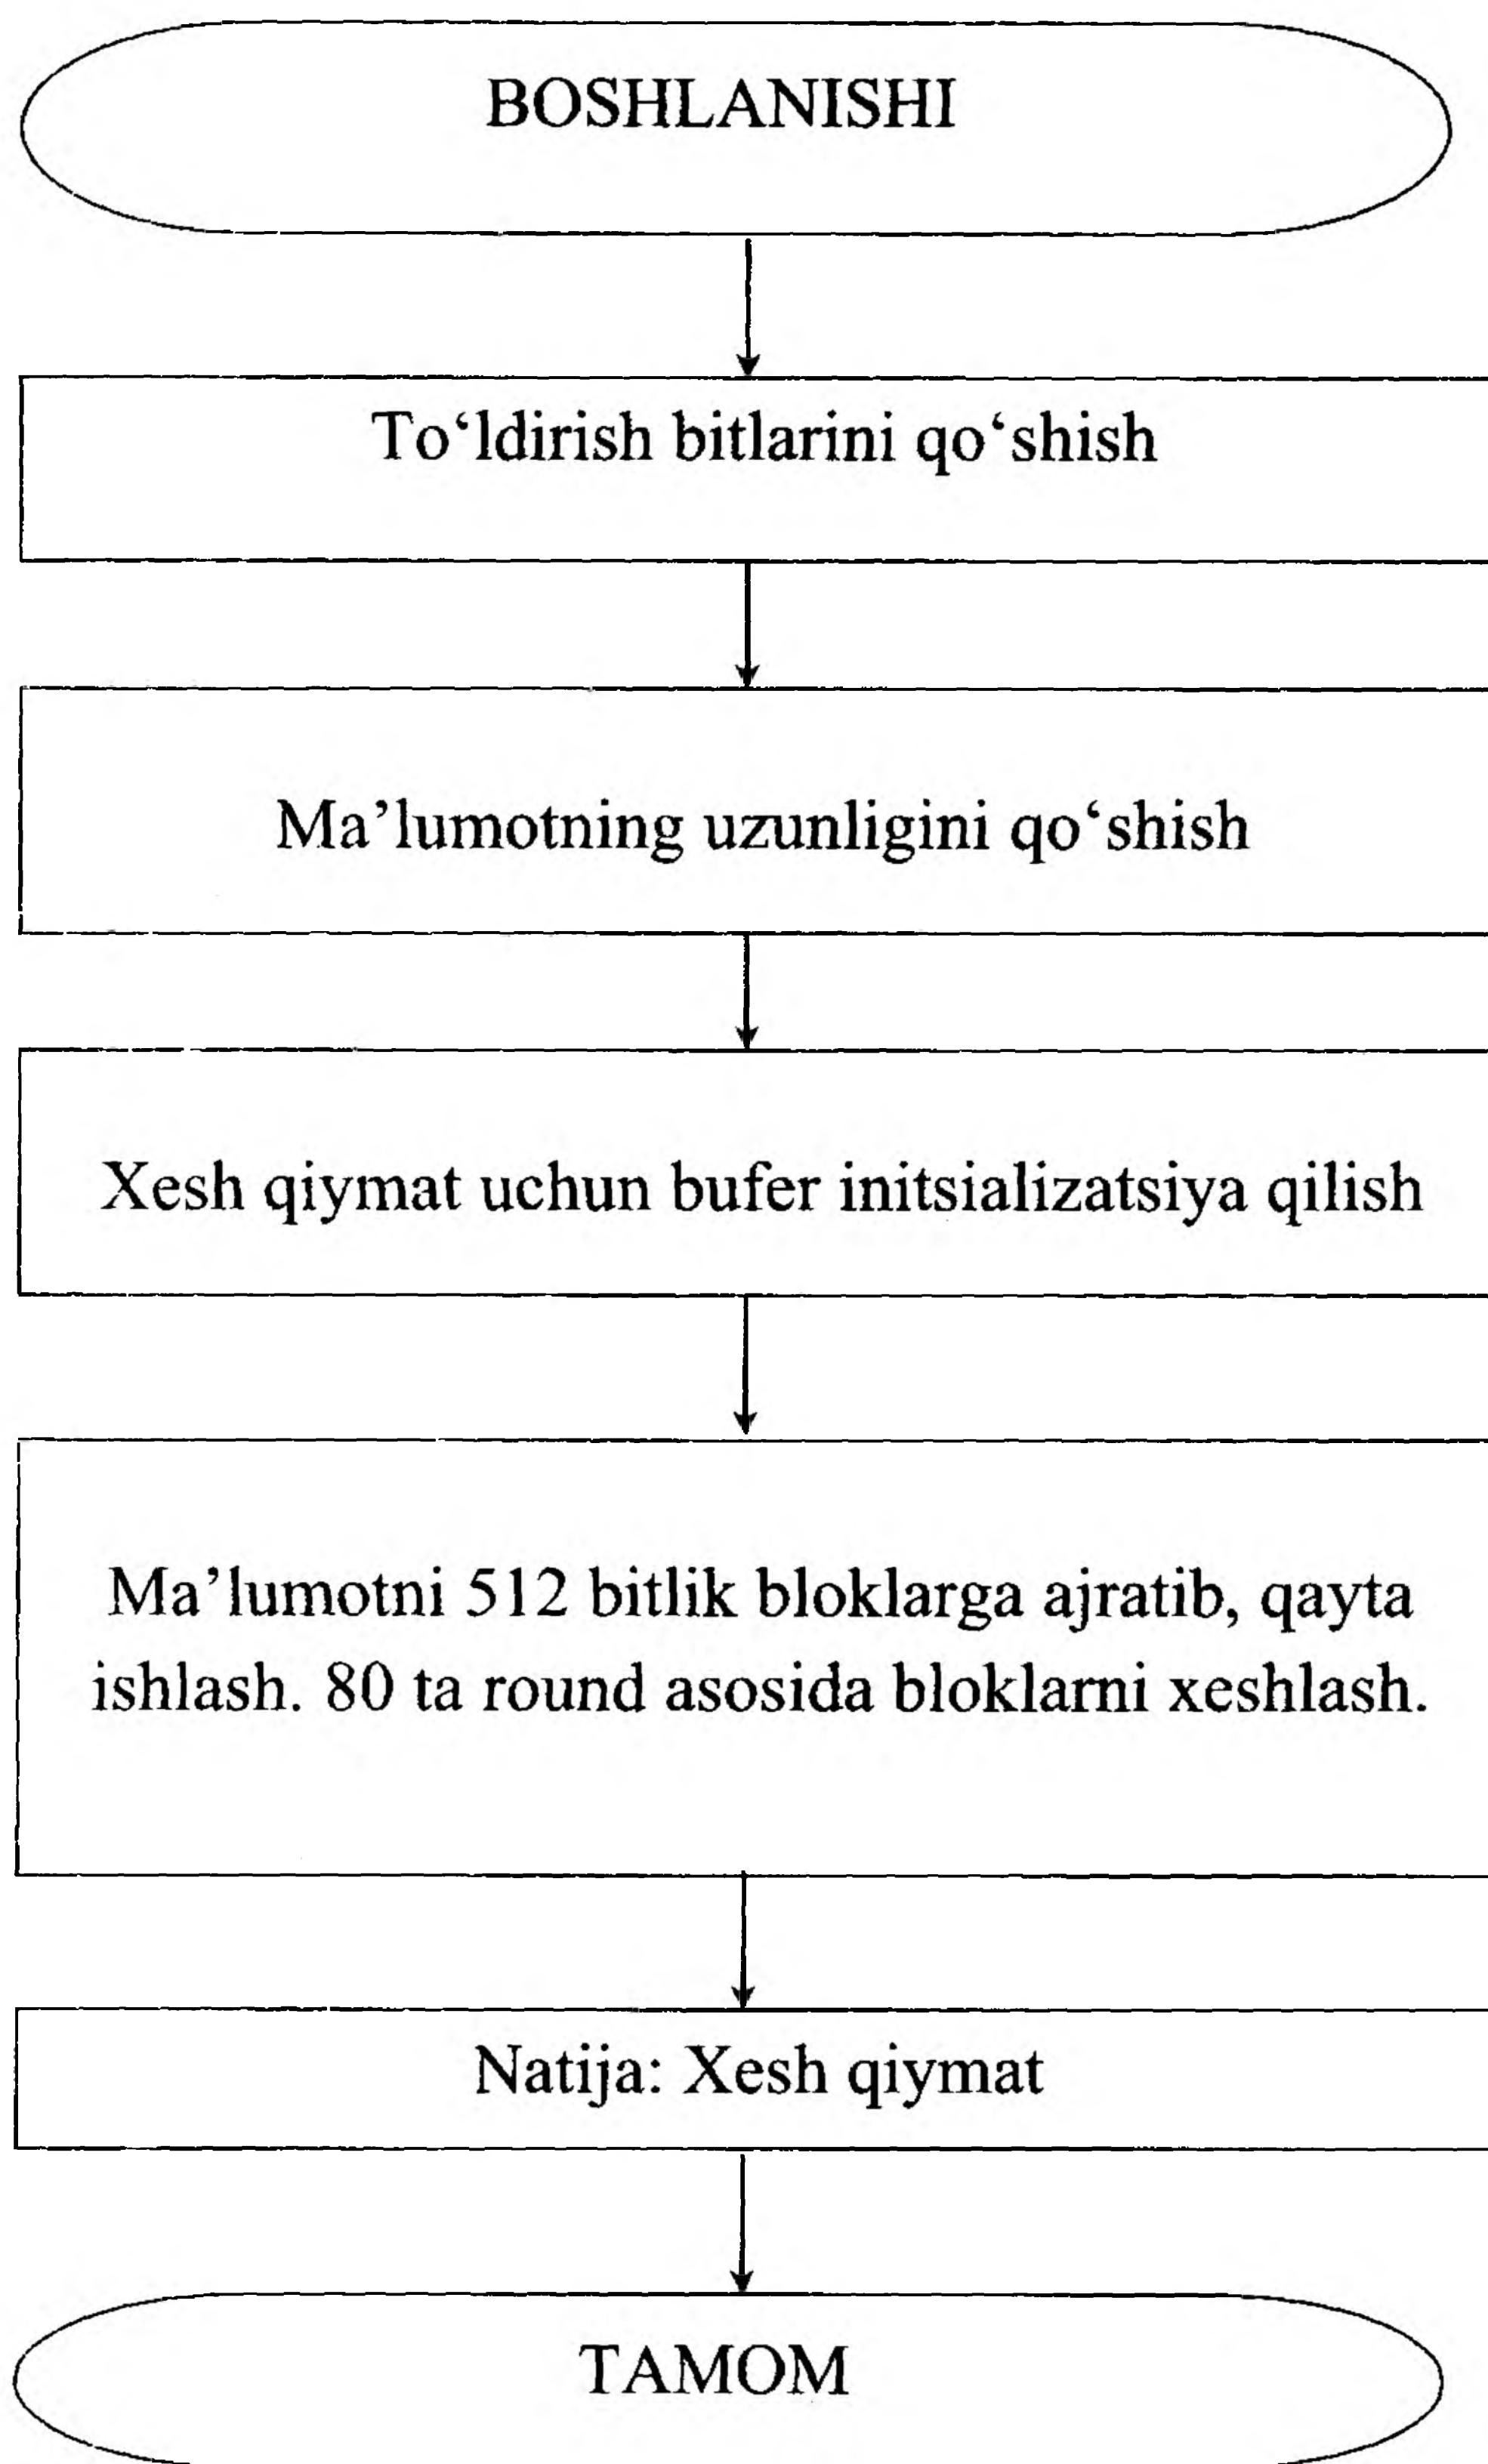 BOSHLANISHI
To‘ldirish bitlarini qo‘shish
Ma’lumotning uzunligini qo‘shish
Xesh qiymat uchun bufer initsializatsiya qilish
Ma’lumotni 512 bitlik bloklarga ajratib, qayta
ishlash. 80 ta round asosida bloklarni xeshlash.
Natija: Xesh qiymat
TAMOM